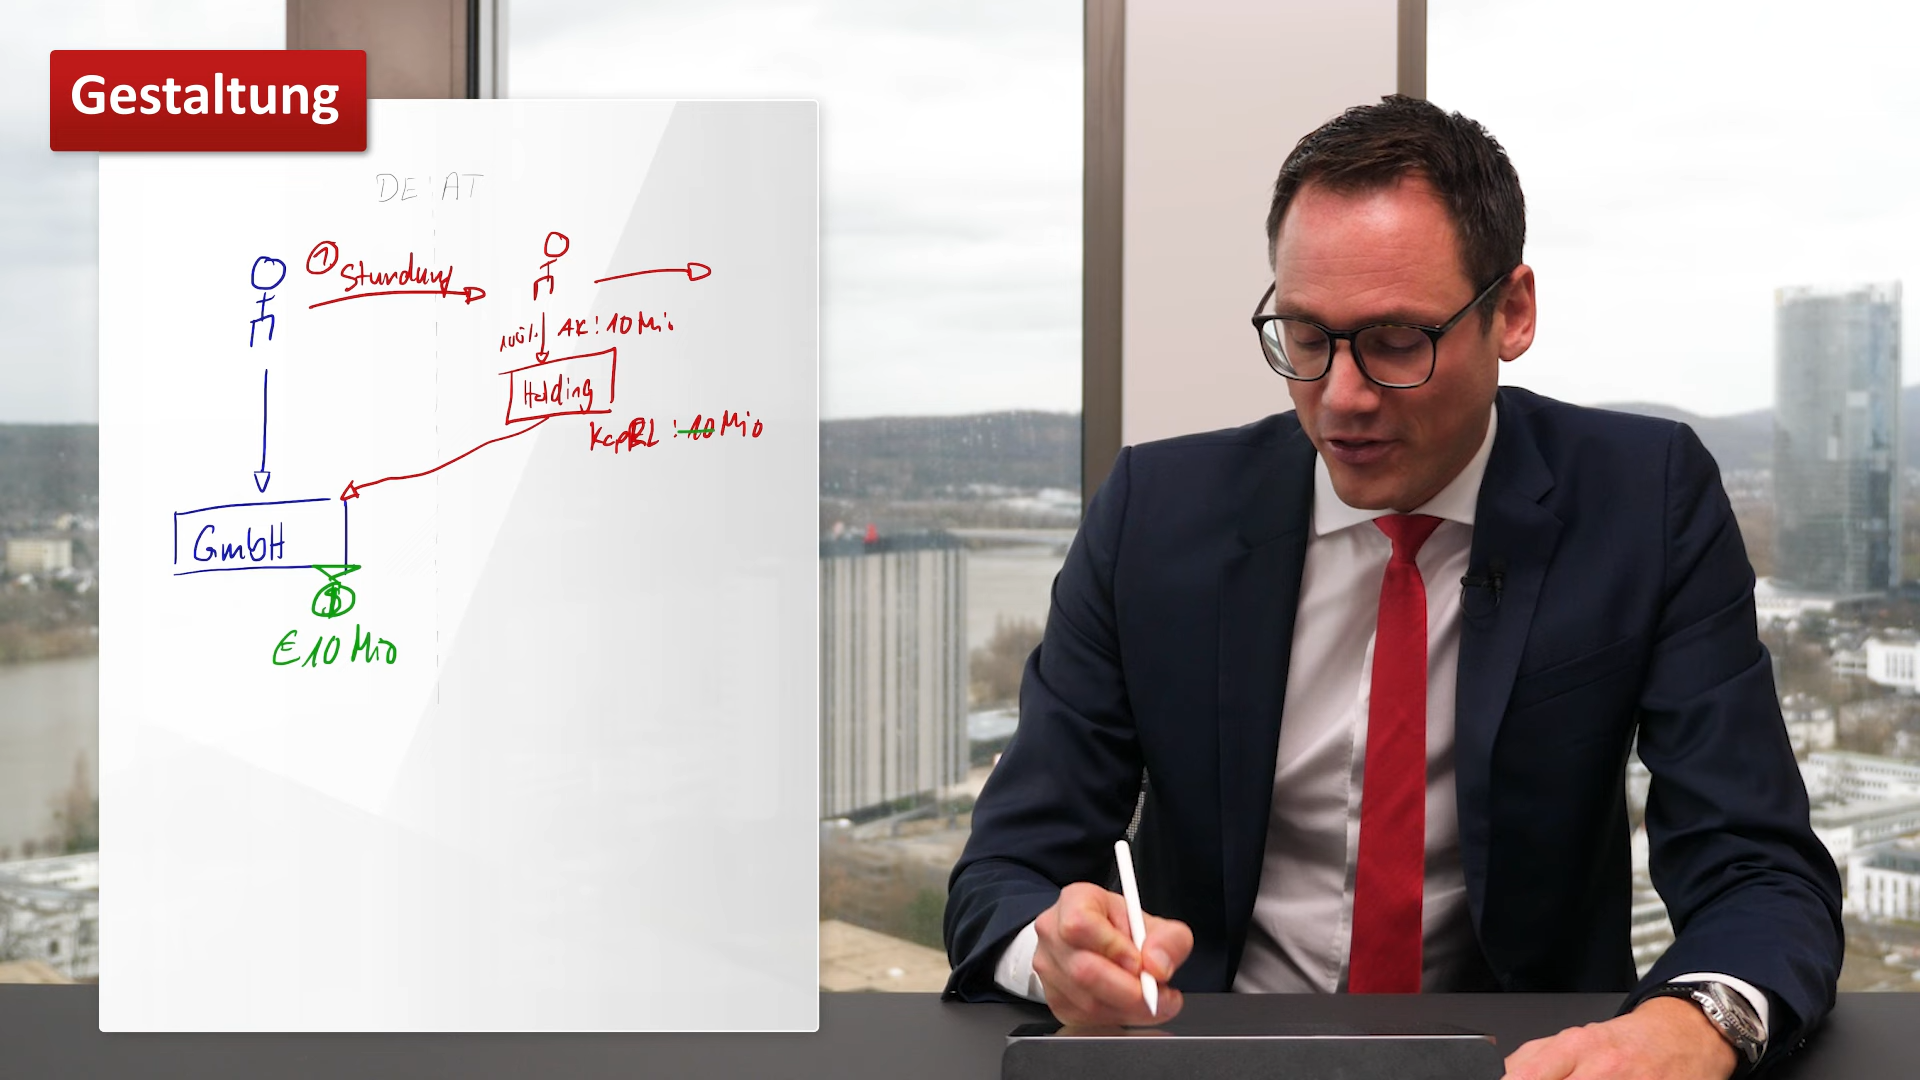 Gestaltung
DE AT
① Stundung
100% AK: 10 Mio
Holding
KapRL: 10 Mio
GmbH
$
€ 10 Mio